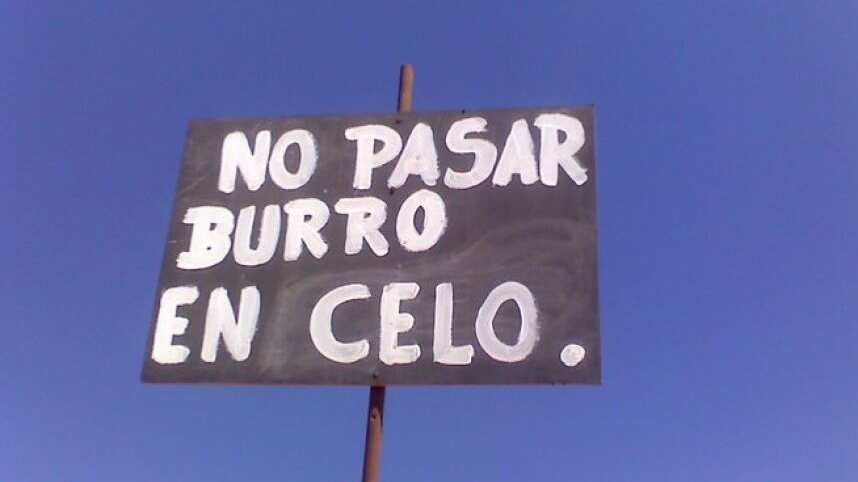 NO PASAR
BURRO
EN CELO.